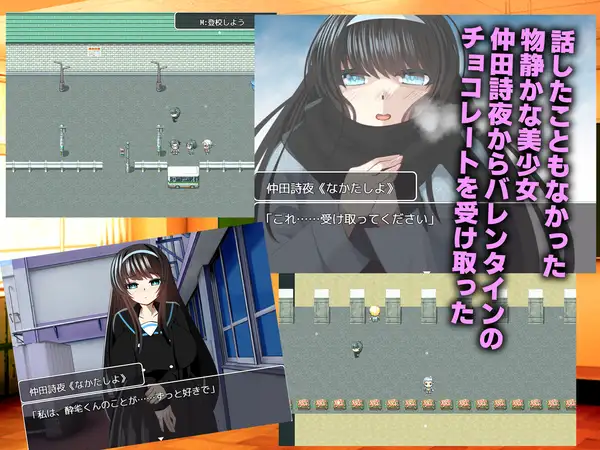 M:登校しよう
話したこともなかった
物静かな美少女
仲田詩夜からバレンタインの
チョコレートを受け取った
仲田詩夜《なかたしよ》
「これ……受け取ってください」
仲田詩夜《なかたしよ》
「私は、酔宅くんのことが……ずっと好きで」